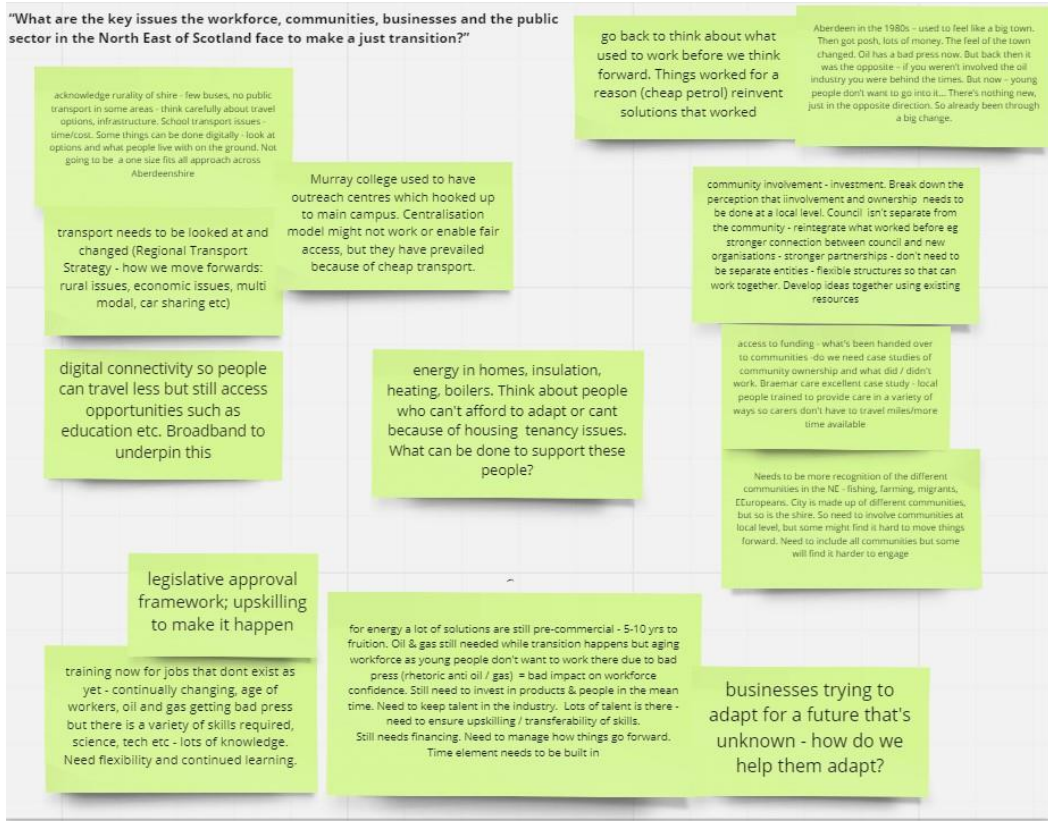 "What are the key issues the workforce, communities, businesses and the public
sector in the North East of Scotland face to make a just transition?"
acknowledge rurality of shire - few buses, no public
transport in some areas - think carefully about travel
options, infrastructure. School transport issues -
time/cost. Some things can be done digitally - look at
options and what people live with on the ground. Not
going to be a one size fits all approach across
Aberdeenshire
transport needs to be looked at and
changed (Regional Transport
Strategy - how we move forwards:
rural issues, economic issues, multi
modal, car sharing etc)
Murray college used to have
outreach centres which hooked up
to main campus. Centralisation
model might not work or enable fair
access, but they have prevailed
because of cheap transport.
digital connectivity so people
can travel less but still access
opportunities such as
education etc. Broadband to
underpin this
energy in homes, insulation,
heating, boilers. Think about people
who can't afford to adapt or cant
because of housing tenancy issues.
What can be done to support these
people?
go back to think about what
used to work before we think
forward. Things worked for a
reason (cheap petrol) reinvent
solutions that worked
Aberdeen in the 1980s – used to feel like a big town.
Then got posh, lots of money. The feel of the town
changed. Oil has a bad press now. But back then it
was the opposite – if you weren't involved the oil
industry you were behind the times. But now – young
people don't want to go into it... There's nothing new,
just in the opposite direction. So already been through
a big change.
community involvement - investment. Break down the
perception that iinvolvement and ownership needs to
be done at a local level. Council isn't separate from
the community - reintegrate what worked before eg
stronger connection between council and new
organisations - stronger partnerships - don't need to
be separate entities - flexible structures so that can
work together. Develop ideas together using existing
resources
access to funding - what's been handed over
to communities -do we need case studies of
community ownership and what did / didn't
work. Braemar care excellent case study - local
people trained to provide care in a variety of
ways so carers don't have to travel miles/more
time available
Needs to be more recognition of the different
communities in the NE - fishing, farming, migrants,
EEuropeans. City is made up of different communities,
but so is the shire. So need to involve communities at
local level, but some might find it hard to move things
forward. Need to include all communities but some
will find it harder to engage
legislative approval
framework; upskilling
to make it happen
training now for jobs that dont exist as
yet - continually changing, age of
workers, oil and gas getting bad press
but there is a variety of skills required,
science, tech etc - lots of knowledge.
Need flexibility and continued learning.
for energy a lot of solutions are still pre-commercial - 5-10 yrs to
fruition. Oil & gas still needed while transition happens but aging
workforce as young people don't want to work there due to bad
press (rhetoric anti oil / gas) = bad impact on workforce
confidence. Still need to invest in products & people in the mean
time. Need to keep talent in the industry. Lots of talent is there -
need to ensure upskilling / transferability of skills.
Still needs financing. Need to manage how things go forward.
Time element needs to be built in
businesses trying to
adapt for a future that's
unknown - how do we
help them adapt?